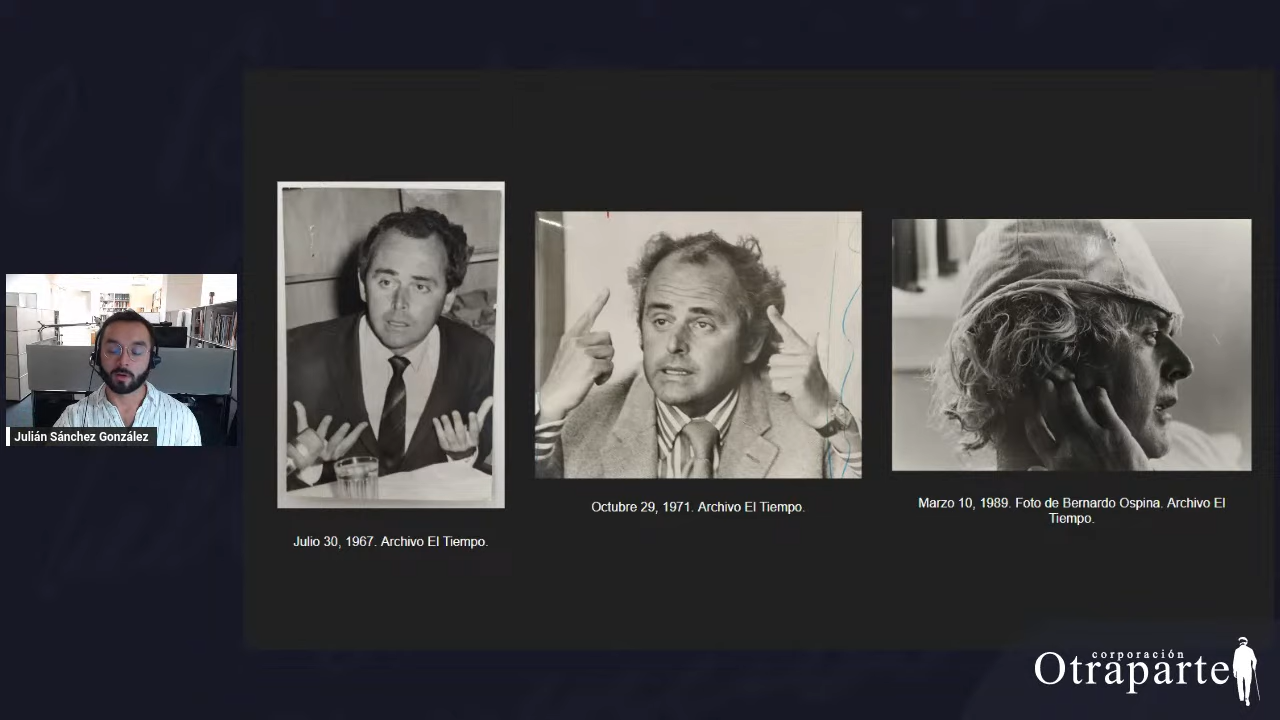 Julián Sánchez González
Julio 30, 1967. Archivo El Tiempo.
Octubre 29, 1971. Archivo El Tiempo.
Marzo 10, 1989. Foto de Bernardo Ospina. Archivo El
Tiempo.
corporación
Otraparte